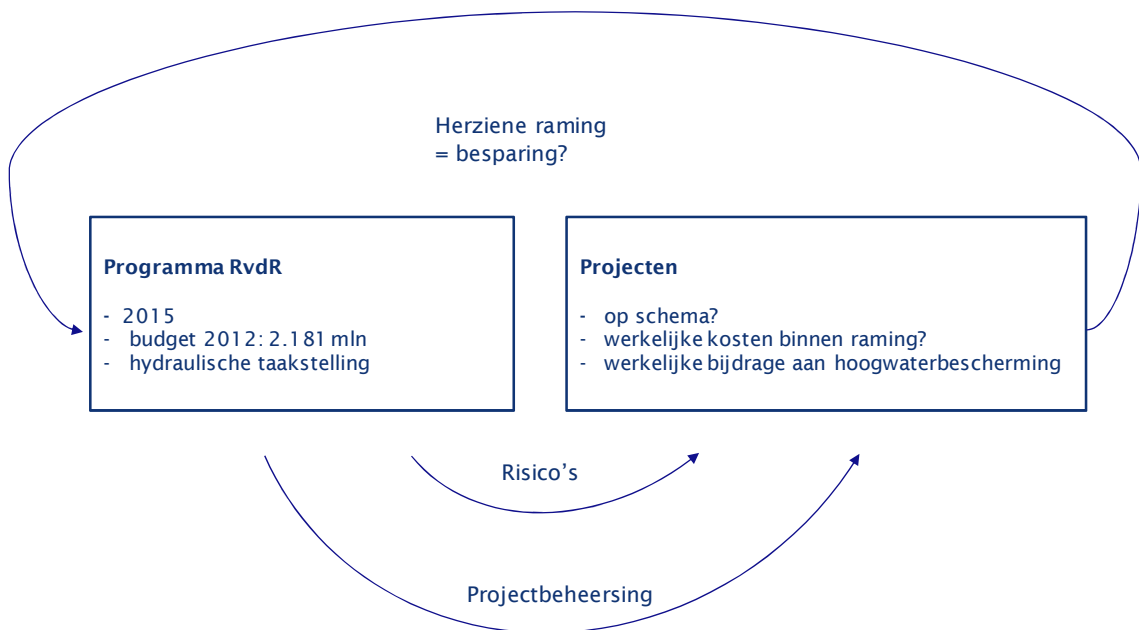 Herziene raming
= besparing?
Programma RvdR
- 2015
- budget 2012: 2.181 mln
- hydraulische taakstelling
Projecten
- op schema?
- werkelijke kosten binnen raming?
- werkelijke bijdrage aan hoogwaterbescherming
Risico's
Projectbeheersing